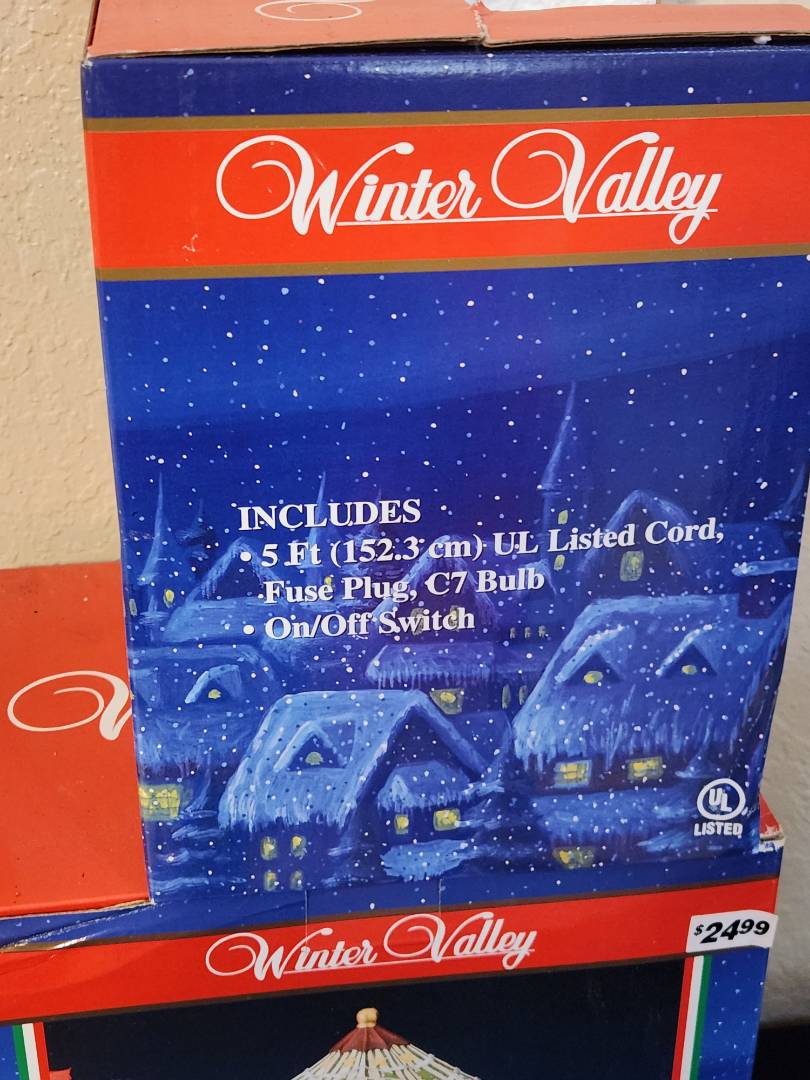 Winter Valley
INCLUDES
• 5 Ft (152.3 cm) UL Listed Cord,
Fuse Plug, C7 Bulb
• On/Off Switch
UL
LISTED
Winter Valley
$24.99